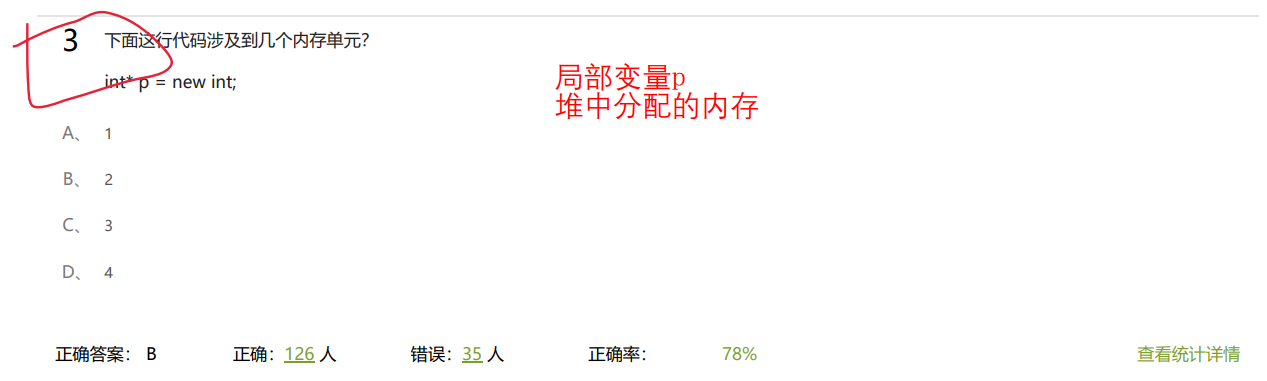 3 下面这行代码涉及到几个内存单元?
int* p = new int;
局部变量p
堆中分配的内存
A、 1
B、 2
C、 3
D、 4
正确答案： B 正确：126 人 错误：35 人 正确率： 78% 查看统计详情